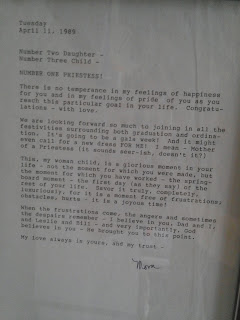 Tuesday
April 11, 1989
Number Two Daughter -
Number Three Child -
NUMBER ONE PRIESTESS!
There is no temperance in my feelings of happiness
for you and in my feelings of pride of you as you
reach this particular goal in your life. Congratu-
lations - with love.
We are looking forward so much to joining in all the
festivities surrounding both graduation and ordina-
tion. It's going to be a gala week! And it might
even call for a new dress FOR ME! I mean - Mother
of a Priestess (it sounds ever-so, doesn't it?)
This, my woman child, is a glorious moment in your
life - not the moment for which you were made, but
the moment for which you have worked - the spring-
board moment - the first day (as they say) of the
rest of your life. Savor it truly, completely,
luxuriously, for it is a moment free of frustrations,
obstacles, hurts - it is a joyous time!
When the frustrations come, the angers and sometimes
the despairs remember - I believe in you, Dad and J,
and Leslie and Bill - and very importantly, God
believes in you - He brought you to this point.
My love always is yours, and my trust -
Mom